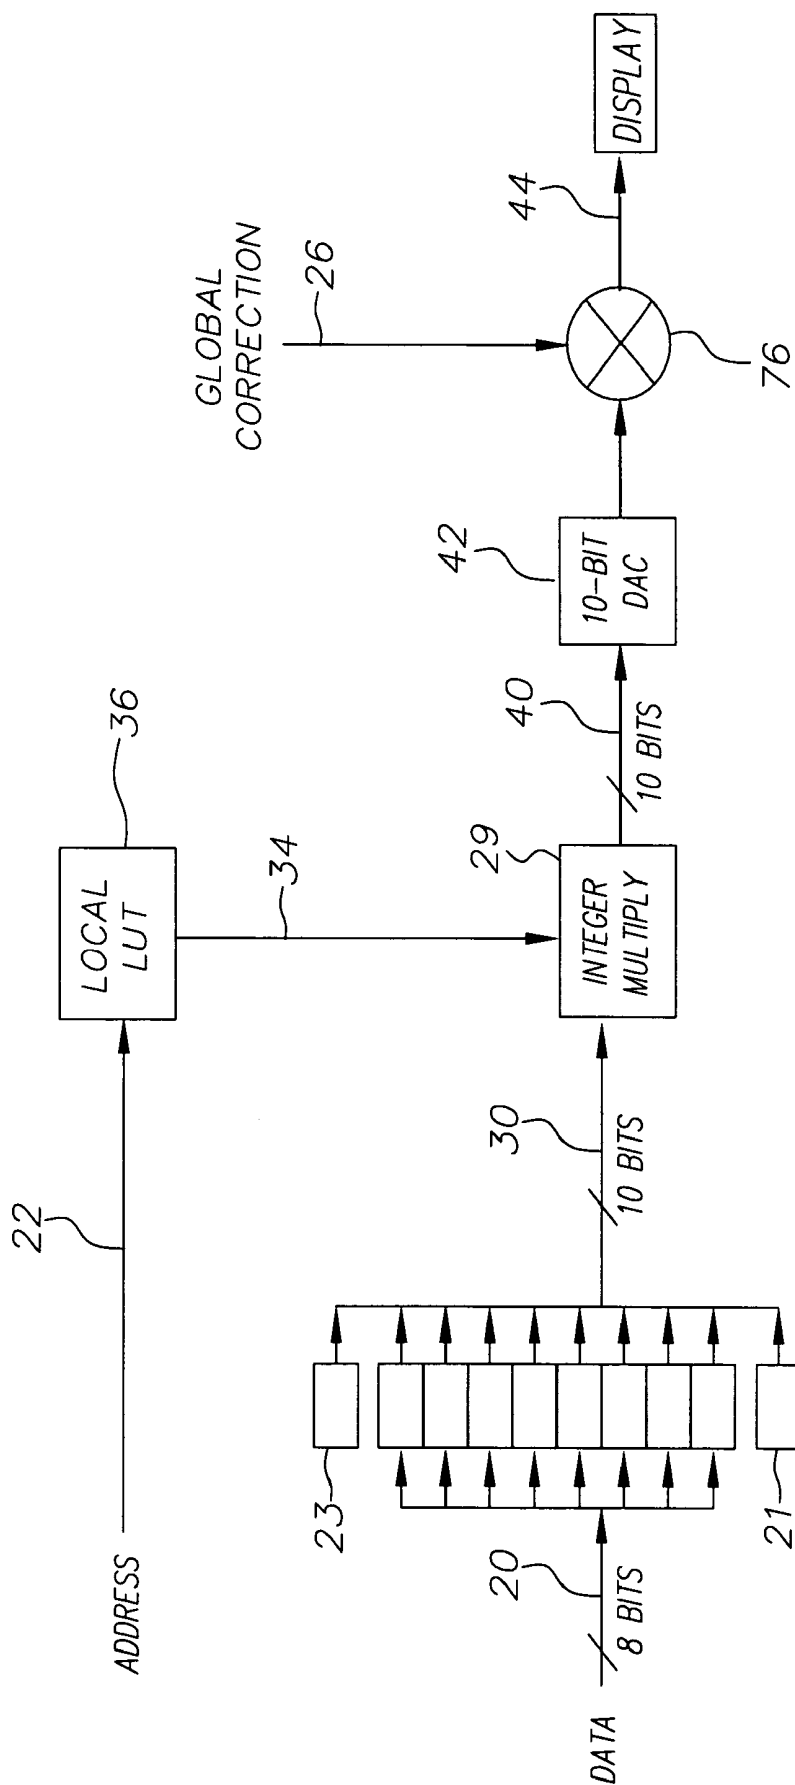 ADDRESS
22
LOCAL
LUT
36
34
GLOBAL
CORRECTION
26
DATA
8 BITS
20
23
21
10 BITS
30
INTEGER
MULTIPLY
29
10 BITS
40
10-BIT
DAC
42
76
44
DISPLAY